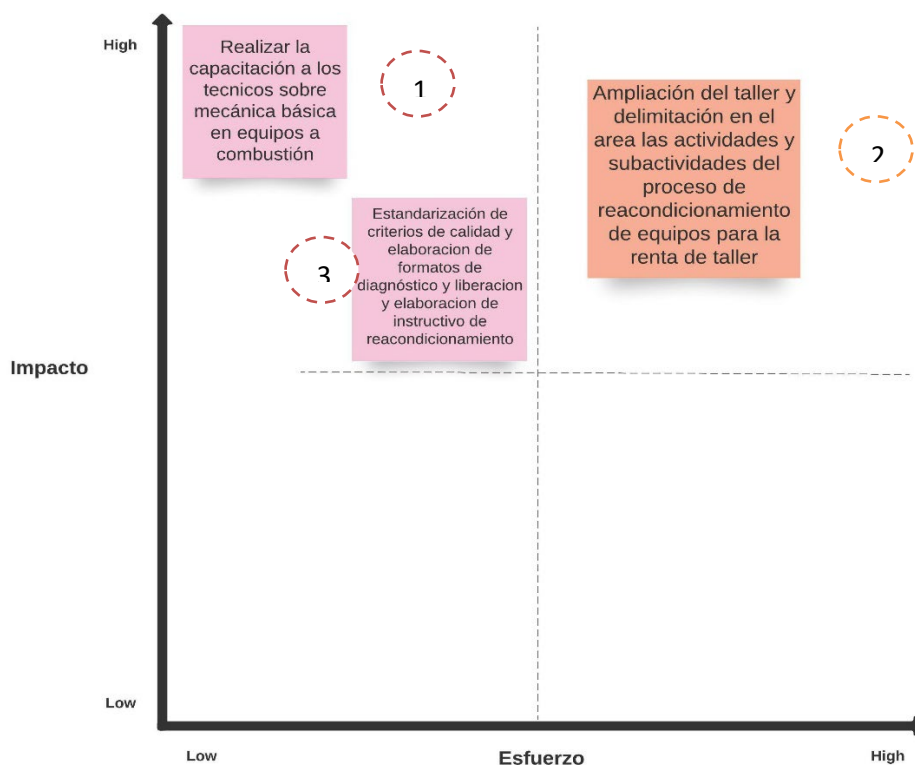 High
Realizar la
capacitación a los
tecnicos sobre
mecánica básica
en equipos a
combustión
1
Ampliación del taller y
delimitación en el
area las actividades y
subactividades del
proceso de
reacondicionamiento
de equipos para la
renta de taller
2
Estandarización de
criterios de calidad y
elaboracion de
formatos de
diagnóstico y liberacion
y elaboracion de
instructivo de
reacondicionamiento
3
Impacto
Low
Low
Esfuerzo
High